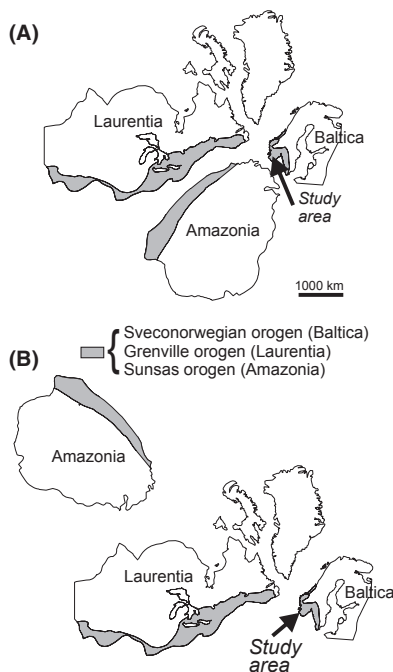 (A)
Laurentia
Baltica
Study
area
Amazonia
1000 km
Sveconorwegian orogen (Baltica)
Grenville orogen (Laurentia)
Sunsas orogen (Amazonia)
(B)
Amazonia
Laurentia
Baltica
Study
area